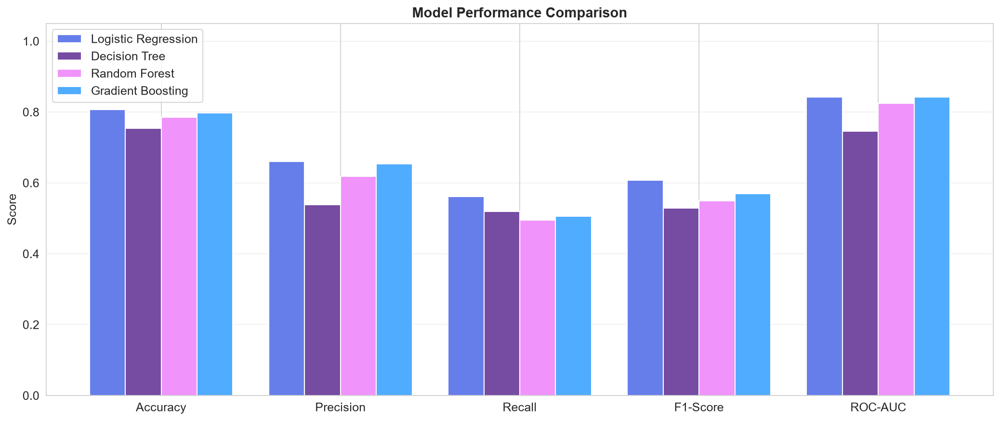 Model Performance Comparison
Logistic Regression
Decision Tree
Random Forest
Gradient Boosting
1.0
0.8
0.6
0.4
0.2
0.0
Score
Accuracy Precision Recall F1-Score ROC-AUC